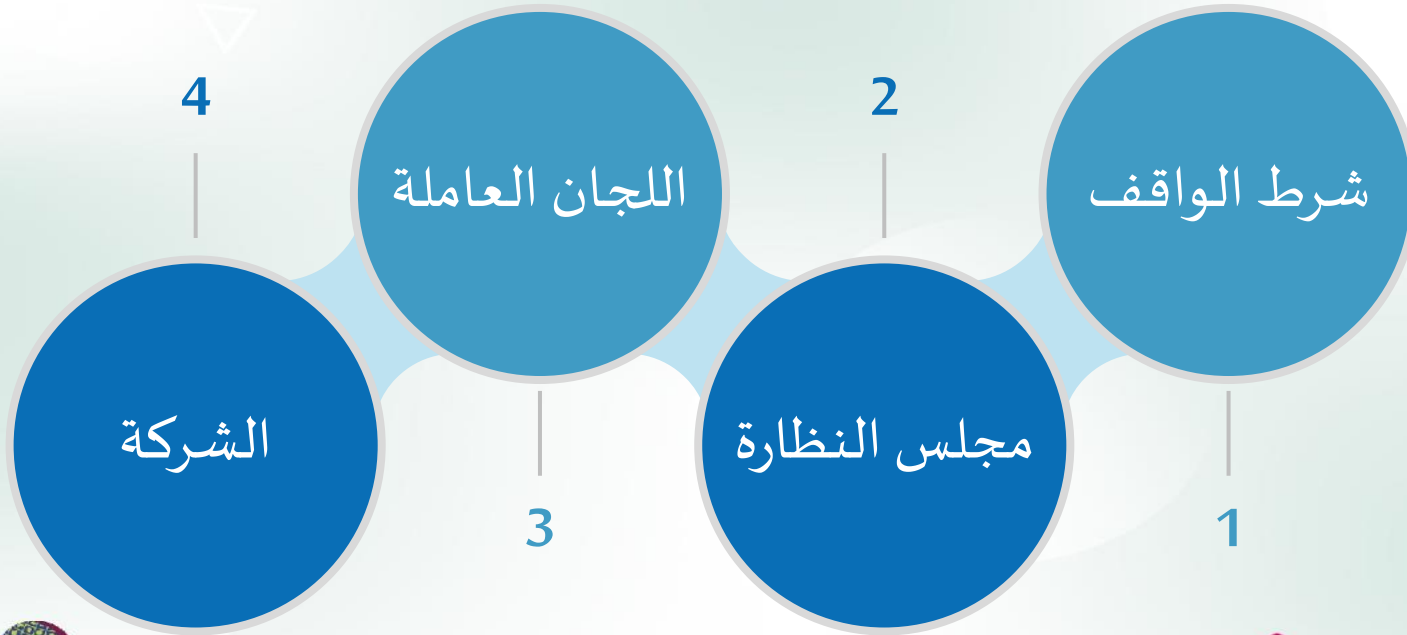 شرط الواقف
1
2
مجلس النظارة
اللجان العاملة
3
4
الشركة